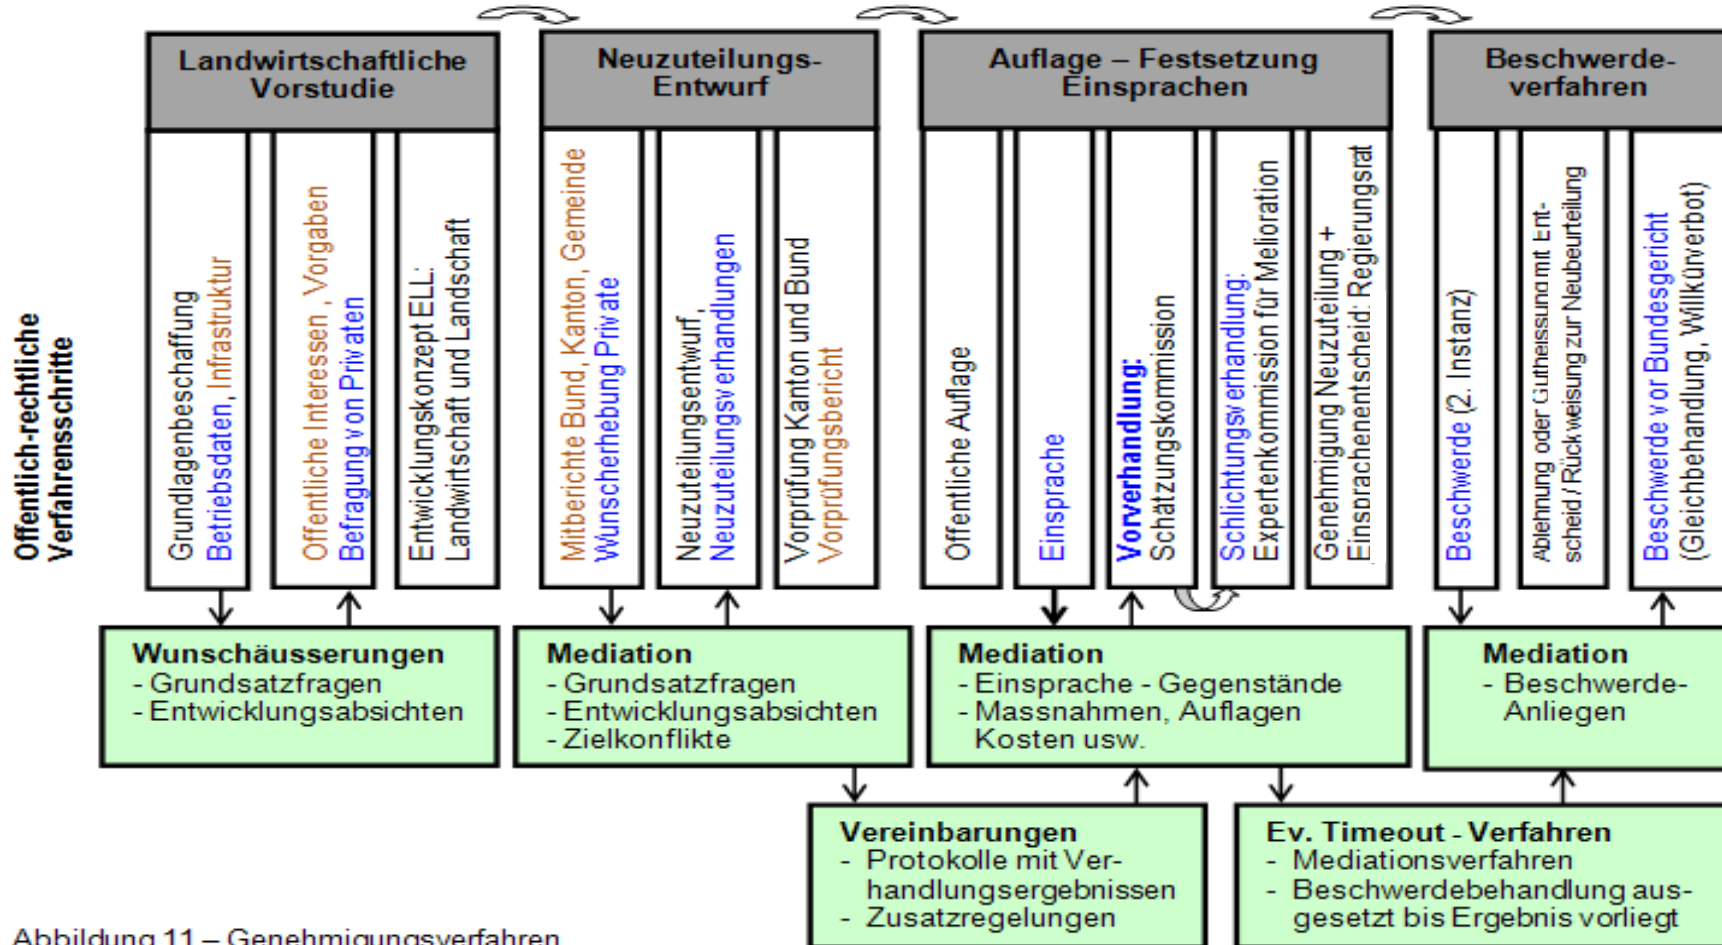 Landwirtschaftliche
Vorstudie
Neuzuteilungs-
Entwurf
Auflage – Festsetzung
Einsprachen
Beschwerde-
verfahren
Öffentlich-rechtliche
Verfahrensschritte
Grundlagenbeschaffung
Betriebsdaten, Infrastruktur
Öffentliche Interessen , Vorgaben
Befragung von Privaten
Entwicklungskonzept ELL:
Landwirtschaft und Landschaft
Mitberichte Bund, Kanton, Gemeinde
Wunscherhebung Private
Neuzuteilungsentwurf,
Neuzuteilungsverhandlungen
Vorprüfung Kanton und Bund
Vorprüfungsbericht
Öffentliche Auflage
Einsprache
Vorverhandlung:
Schätzungskommission
Schlichtungsverhandlung:
Expertenkommission für Melioration
Genehmigung Neuzuteilung +
Einsprachenentscheid: Regierungsrat
Beschwerde (2. Instanz)
Ablehnung oder Gutheissung mit Ent-
scheid / Rückweisung zur Neubeurteilung
Beschwerde vor Bundesgericht
(Gleichbehandlung, Willkürverbot)
Wunschäusserungen
- Grundsatzfragen
- Entwicklungsabsichten
Mediation
- Grundsatzfragen
- Entwicklungsabsichten
- Zielkonflikte
Mediation
- Einsprache - Gegenstände
- Massnahmen, Auflagen
Kosten usw.
Mediation
- Beschwerde-
Anliegen
Vereinbarungen
- Protokolle mit Ver-
handlungsergebnissen
- Zusatzregelungen
Ev. Timeout - Verfahren
- Mediationsverfahren
- Beschwerdebehandlung aus-
gesetzt bis Ergebnis vorliegt
Abbildung 11 – Genehmigungsverfahren